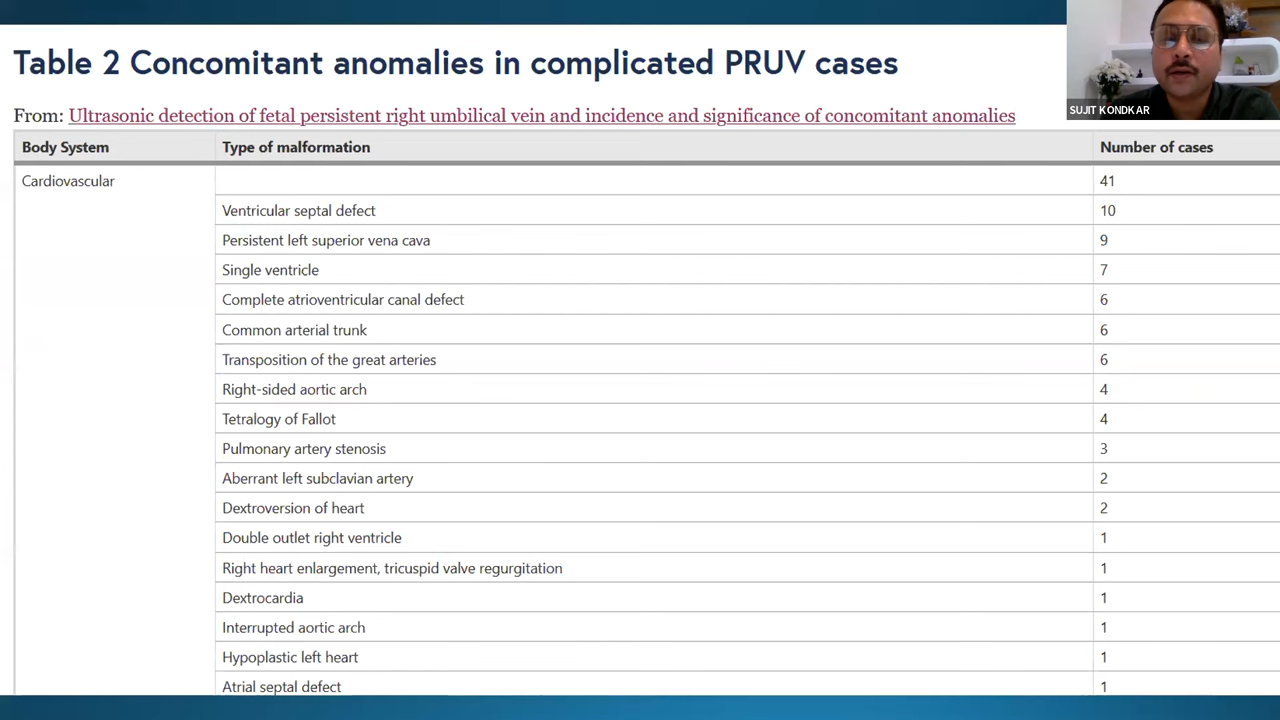 Table 2 Concomitant anomalies in complicated PRUV cases
SUJIT KONDKAR
From: Ultrasonic detection of fetal persistent right umbilical vein and incidence and significance of concomitant anomalies
Body System Type of malformation Number of cases
Cardiovascular 41
Ventricular septal defect 10
Persistent left superior vena cava 9
Single ventricle 7
Complete atrioventricular canal defect 6
Common arterial trunk 6
Transposition of the great arteries 6
Right-sided aortic arch 4
Tetralogy of Fallot 4
Pulmonary artery stenosis 3
Aberrant left subclavian artery 2
Dextroversion of heart 2
Double outlet right ventricle 1
Right heart enlargement, tricuspid valve regurgitation 1
Dextrocardia 1
Interrupted aortic arch 1
Hypoplastic left heart 1
Atrial septal defect 1